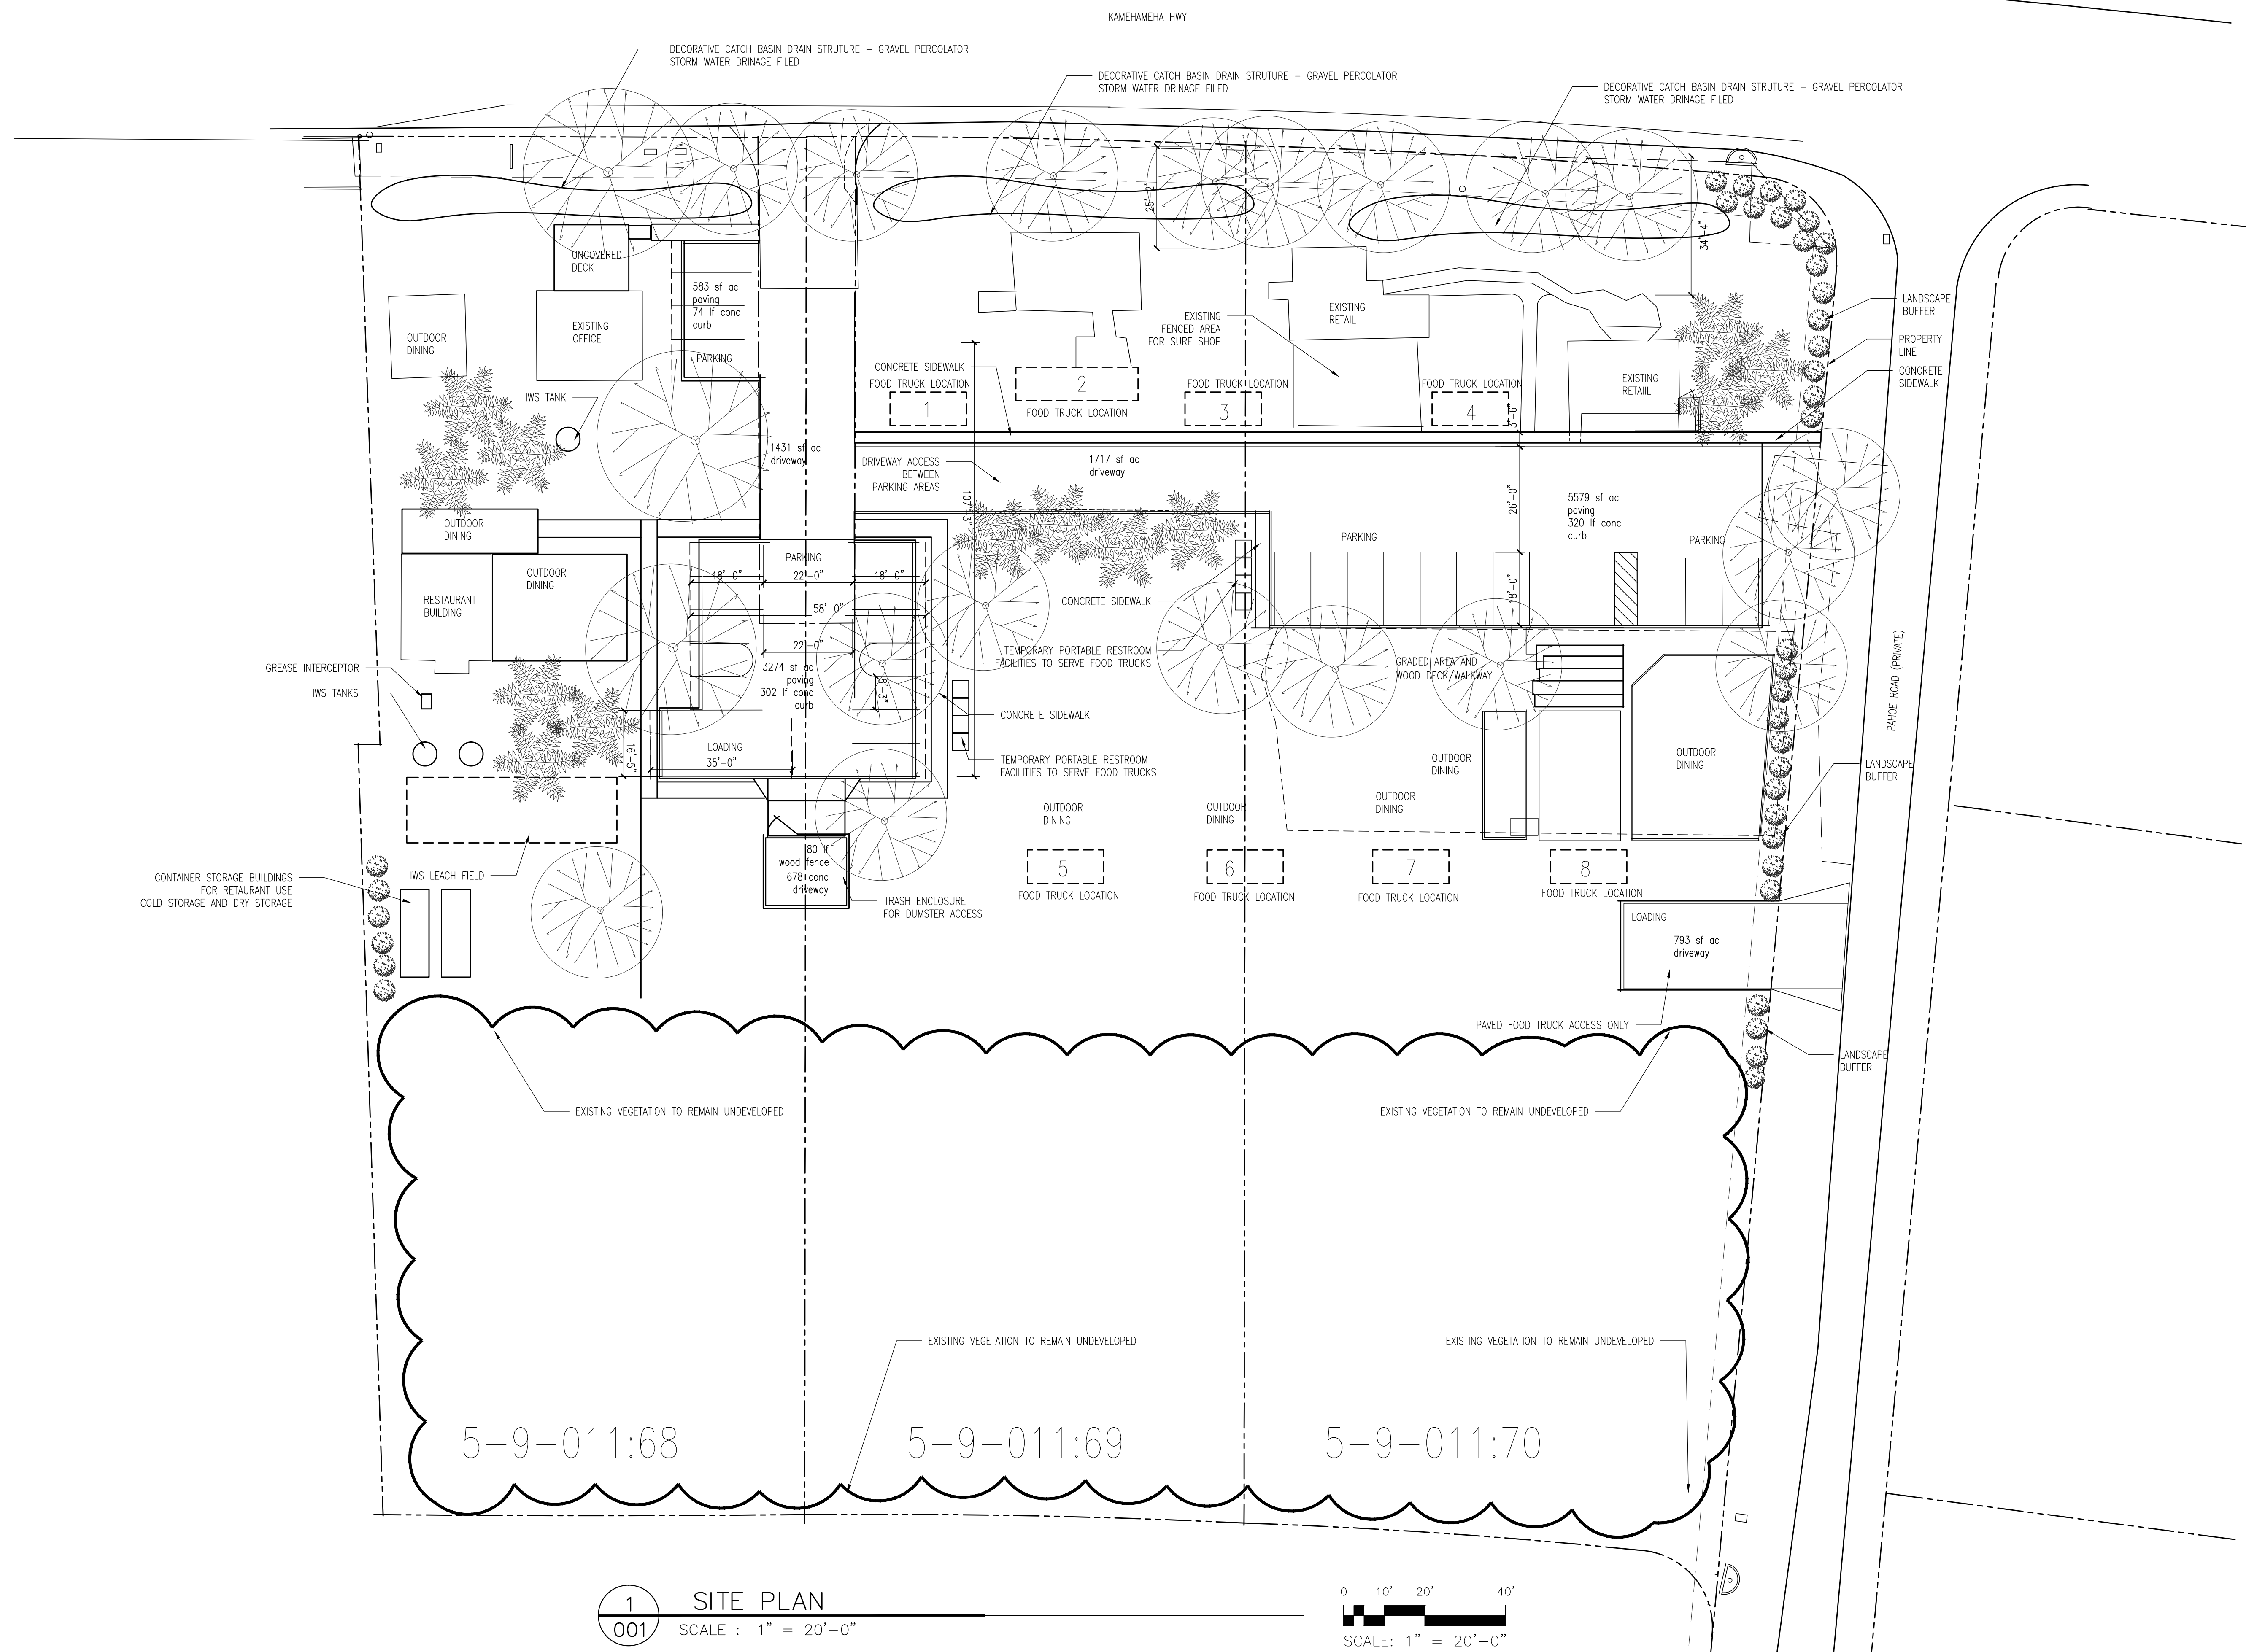 KAMEHAMEHA HWY
DECORATIVE CATCH BASIN DRAIN STRUTURE - GRAVEL PERCOLATOR
STORM WATER DRINAGE FILED
DECORATIVE CATCH BASIN DRAIN STRUTURE - GRAVEL PERCOLATOR
STORM WATER DRINAGE FILED
DECORATIVE CATCH BASIN DRAIN STRUTURE - GRAVEL PERCOLATOR
STORM WATER DRINAGE FILED
25'-2"
34'-4"
UNCOVERED
DECK
583 sf ac
paving
74 lf conc
curb
PARKING
OUTDOOR
DINING
EXISTING
OFFICE
EXISTING
FENCED AREA
FOR SURF SHOP
EXISTING
RETAIL
EXISTING
RETAIL
LANDSCAPE
BUFFER
PROPERTY
LINE
CONCRETE
SIDEWALK
CONCRETE SIDEWALK
FOOD TRUCK LOCATION
1
2
FOOD TRUCK LOCATION
FOOD TRUCK LOCATION
3
FOOD TRUCK LOCATION
4
3'-6
IWS TANK
1431 sf ac
driveway
DRIVEWAY ACCESS
BETWEEN
PARKING AREAS
1717 sf ac
driveway
107'-3"
26'-0"
5579 sf ac
paving
320 lf conc
curb
PARKING
PARKING
18'-0"
OUTDOOR
DINING
OUTDOOR
DINING
RESTAURANT
BUILDING
PARKING
18'-0"
22'-0"
18'-0"
58'-0"
22'-0"
3274 sf ac
paving
302 lf conc
curb
8'-3"
LOADING
35'-0"
16'-5"
CONCRETE SIDEWALK
TEMPORARY PORTABLE RESTROOM
FACILITIES TO SERVE FOOD TRUCKS
GRADED AREA AND
WOOD DECK/WALKWAY
PAHOE ROAD (PRIVATE)
GREASE INTERCEPTOR
IWS TANKS
CONCRETE SIDEWALK
TEMPORARY PORTABLE RESTROOM
FACILITIES TO SERVE FOOD TRUCKS
OUTDOOR
DINING
OUTDOOR
DINING
LANDSCAPE
BUFFER
OUTDOOR
DINING
OUTDOOR
DINING
OUTDOOR
DINING
80 lf
wood fence
678 conc
driveway
5
FOOD TRUCK LOCATION
6
FOOD TRUCK LOCATION
7
FOOD TRUCK LOCATION
8
FOOD TRUCK LOCATION
CONTAINER STORAGE BUILDINGS
FOR RETAURANT USE
COLD STORAGE AND DRY STORAGE
IWS LEACH FIELD
TRASH ENCLOSURE
FOR DUMSTER ACCESS
LOADING
793 sf ac
driveway
PAVED FOOD TRUCK ACCESS ONLY
LANDSCAPE
BUFFER
EXISTING VEGETATION TO REMAIN UNDEVELOPED
EXISTING VEGETATION TO REMAIN UNDEVELOPED
EXISTING VEGETATION TO REMAIN UNDEVELOPED
EXISTING VEGETATION TO REMAIN UNDEVELOPED
5-9-011:68
5-9-011:69
5-9-011:70
1
001
SITE PLAN
SCALE : 1" = 20'-0"
0 10' 20' 40'
SCALE: 1" = 20'-0"